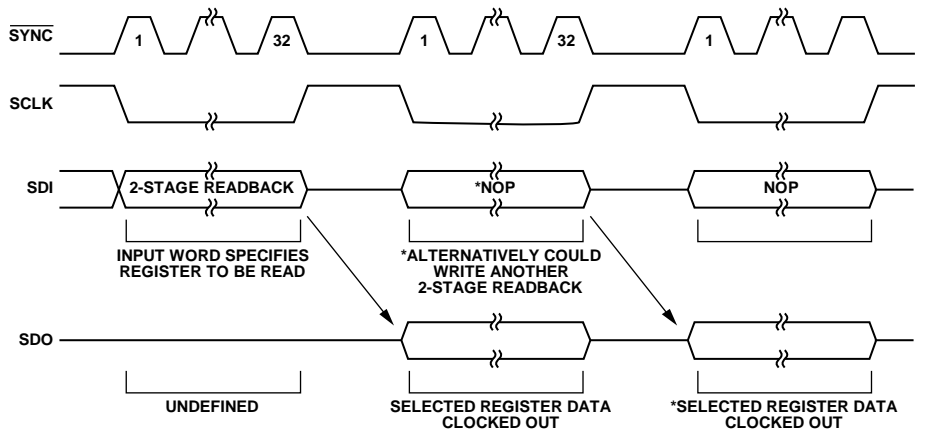 SYNC
1 32 1 32 1
SCLK
SDI 2-STAGE READBACK *NOP NOP
INPUT WORD SPECIFIES
REGISTER TO BE READ
*ALTERNATIVELY COULD
WRITE ANOTHER
2-STAGE READBACK
SDO
UNDEFINED
SELECTED REGISTER DATA
CLOCKED OUT
*SELECTED REGISTER DATA
CLOCKED OUT